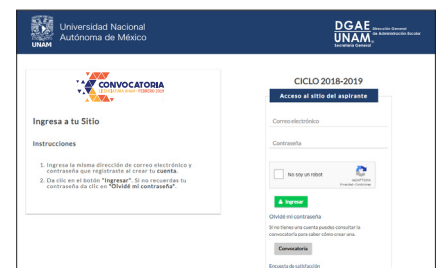 UNAM
Universidad Nacional
Autónoma de México
DGAE Dirección General
de Administración Escolar
UNAM
Secretaría General
CONVOCATORIA
LICENCIATURA UNAM · FEBRERO 2018
Ingresa a tu Sitio
Instrucciones
1. Ingresa la misma dirección de correo electrónico y
contraseña que registraste al crear tu cuenta.
2. Da clic en el botón "Ingresar". Si no recuerdas tu
contraseña da clic en "Olvidé mi contraseña".
CICLO 2018-2019
Acceso al sitio del aspirante
Correo electrónico
Contraseña
No soy un robot
reCAPTCHA
Ingresar
Olvidé mi contraseña
Si no tienes una cuenta puedes consultar la
convocatoria para saber cómo crear una.
Convocatoria
Encuesta de satisfacción